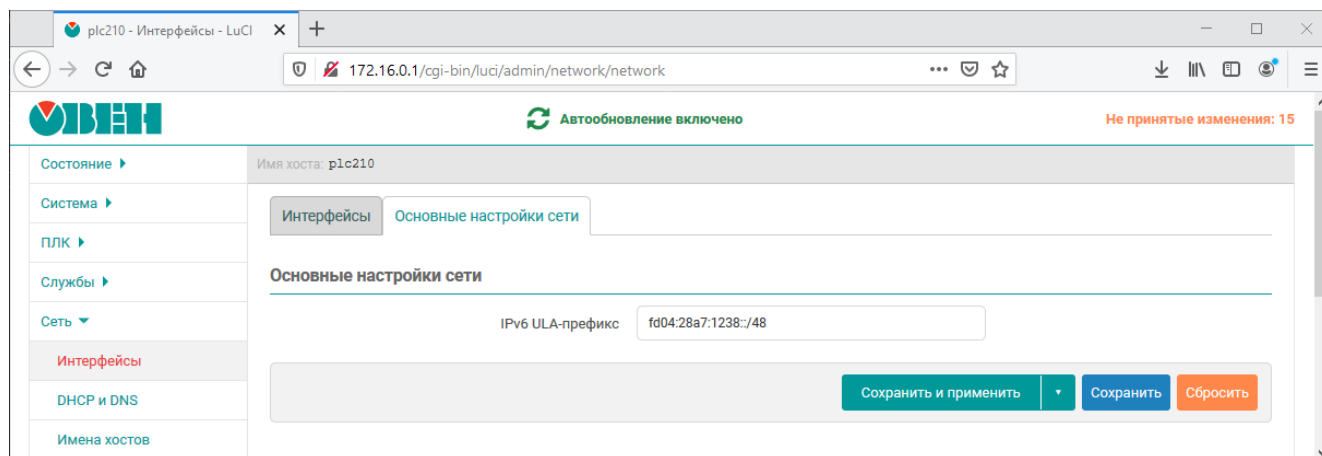 plc210 - Интерфейсы - LuCI
172.16.0.1/cgi-bin/luci/admin/network/network
ОВЕН
Автообновление включено
Не принятые изменения: 15
Состояние
Имя хоста: plc210
Система
Интерфейсы
Основные настройки сети
ПЛК
Службы
Основные настройки сети
Сеть
IPv6 ULA-префикс
fd04:28a7:1238::/48
Интерфейсы
Сохранить и применить
Сохранить
Сбросить
DHCP и DNS
Имена хостов